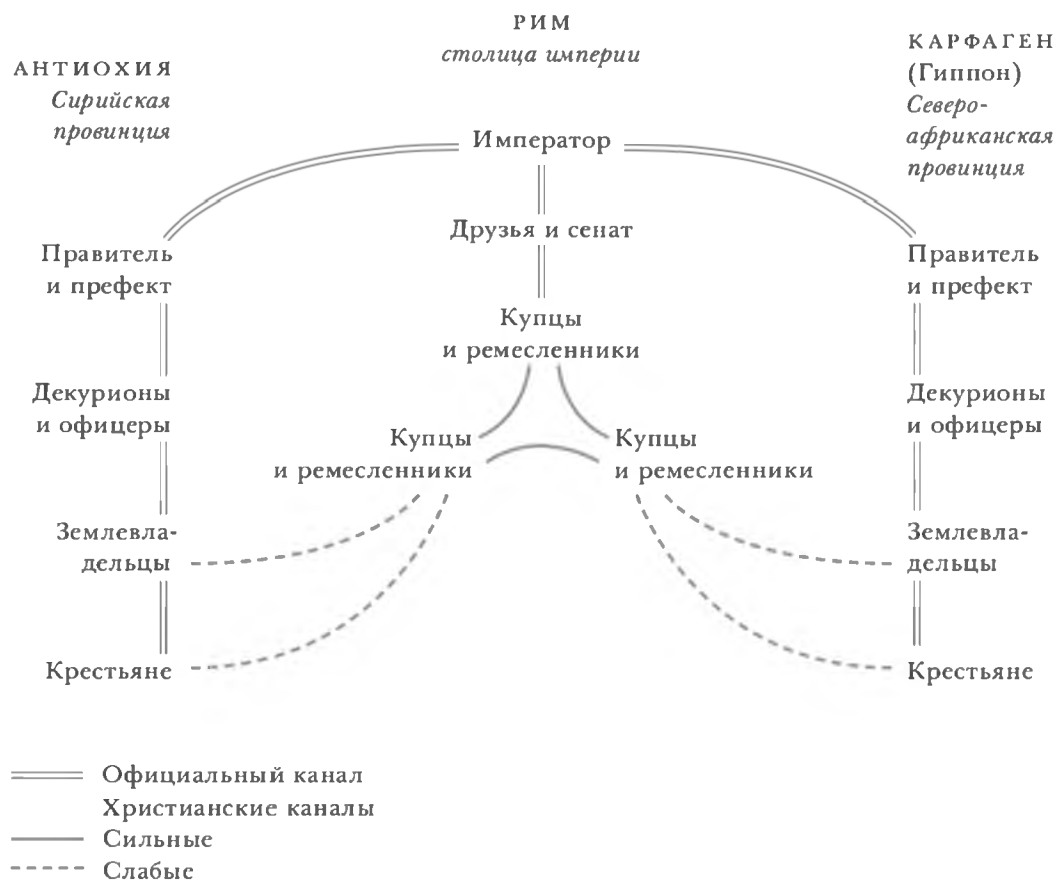 РИМ
столица империи
АНТИОХИЯ
Сирийская
провинция
КАРФАГЕН
(Гиппон)
Северо-
африканская
провинция
Император
Друзья и сенат
Правитель
и префект
Правитель
и префект
Купцы
и ремесленники
Декурионы
и офицеры
Декурионы
и офицеры
Купцы
и ремесленники
Купцы
и ремесленники
Землевла-
дельцы
Землевла-
дельцы
Крестьяне
Крестьяне
Официальный канал
Христианские каналы
Сильные
Слабые